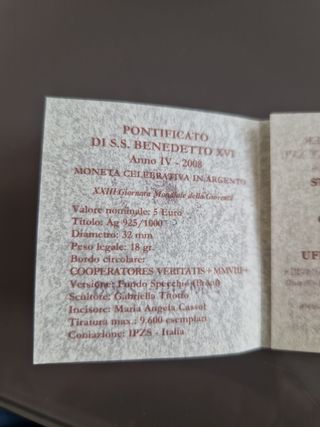 PONTIFICATO
DI S.S. BENEDETTO XVI
Anno IV - 2008
MONETA CELEBRATIVA IN ARGENTO
XXIII Giornata Mondiale della Gioventù
Valore nominale: 5 Euro
Titolo: Ag 925/1000
Diametro: 32 mm
Peso legale: 18 gr.
Bordo circolare:
COOPERATORES VERITATIS + MMVIII +
Versione: Fondo Specchio (Proof)
Scultore: Gabriella Titotto
Incisore: Maria Angela Cassol
Tiratura max.: 9.600 esemplari
Coniazione: IPZS - Italia